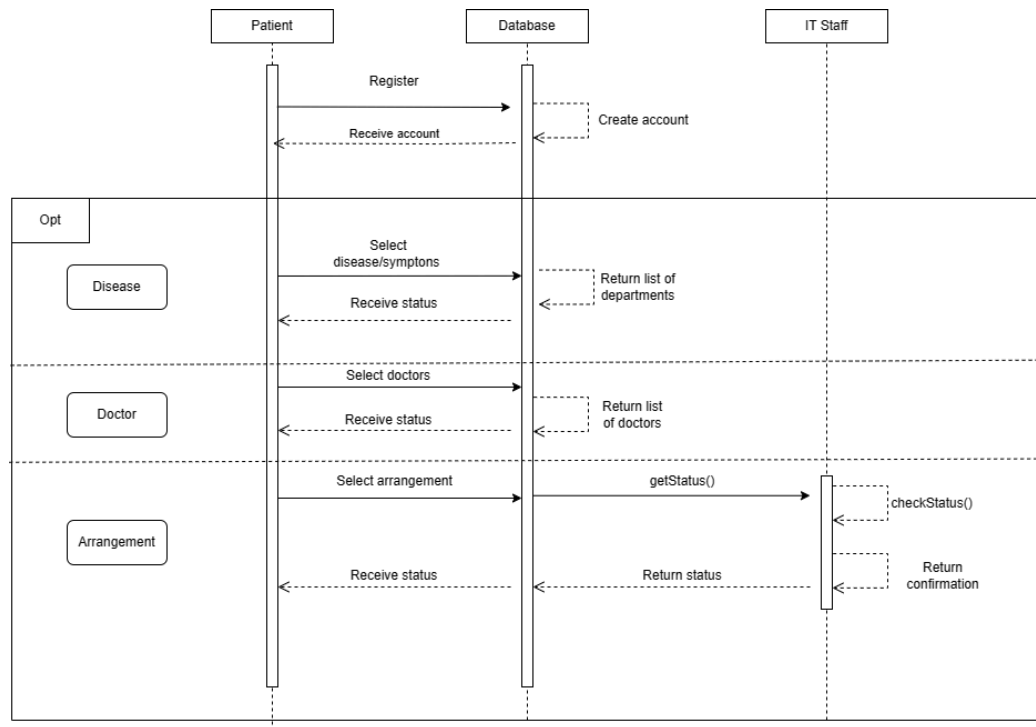 Patient
Database
IT Staff
Register
Create account
Receive account
Opt
Select
disease/symptons
Disease
Return list of
departments
Receive status
Select doctors
Doctor
Return list
of doctors
Receive status
Select arrangement
getStatus()
checkStatus()
Arrangement
Receive status
Return status
Return
confirmation